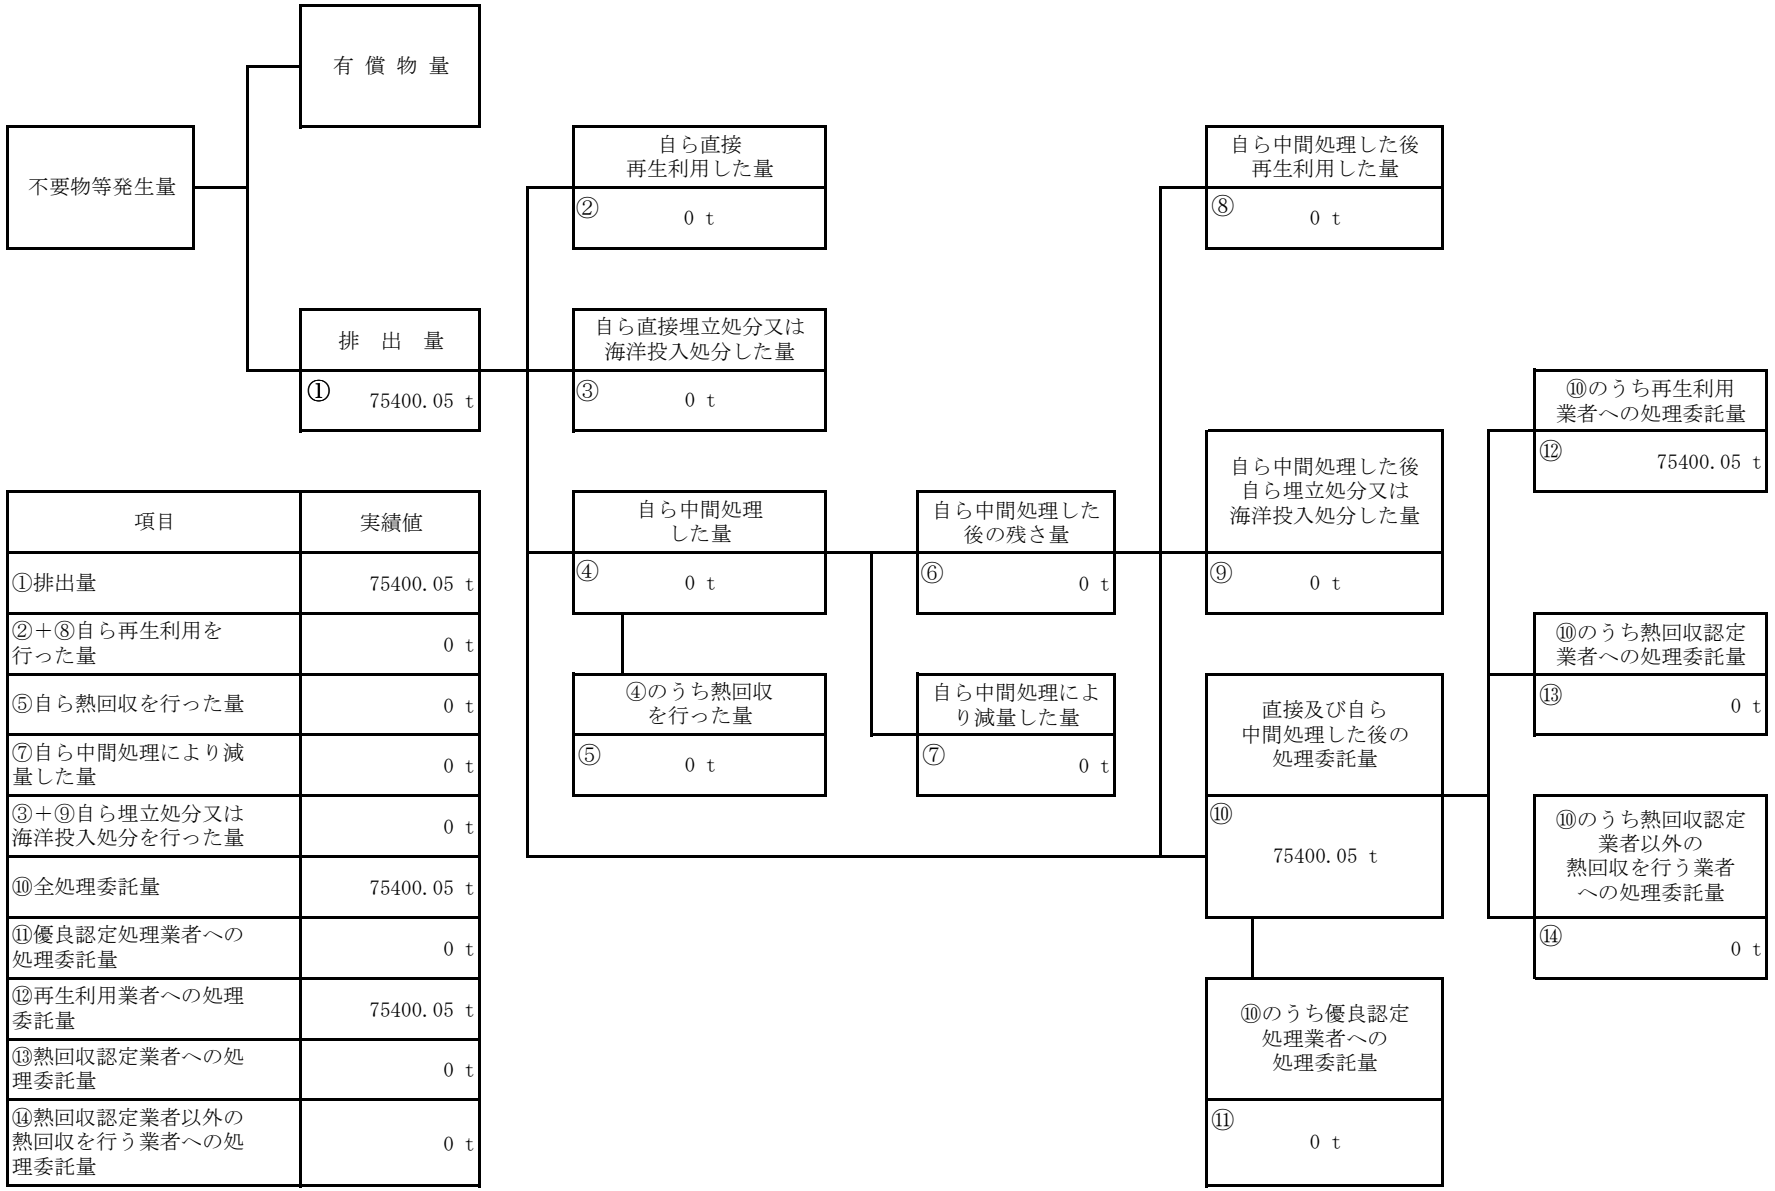 有 償 物 量
不要物等発生量
自ら直接
再生利用した量
② 0 t
自ら中間処理した後
再生利用した量
⑧ 0 t
排 出 量
① 75400.05 t
自ら直接埋立処分又は
海洋投入処分した量
③ 0 t
⑩のうち再生利用
業者への処理委託量
⑫ 75400.05 t
自ら中間処理
した量
④ 0 t
自ら中間処理した
後の残さ量
⑥ 0 t
自ら中間処理した後
自ら埋立処分又は
海洋投入処分した量
⑨ 0 t
④のうち熱回収
を行った量
⑤ 0 t
自ら中間処理によ
り減量した量
⑦ 0 t
直接及び自ら
中間処理した後の
処理委託量
⑩
75400.05 t
⑩のうち熱回収認定
業者への処理委託量
⑬ 0 t
⑩のうち熱回収認定
業者以外の
熱回収を行う業者
への処理委託量
⑭ 0 t
⑩のうち優良認定
処理業者への
処理委託量
⑪ 0 t
項目 実績値
①排出量 75400.05 t
②＋⑧自ら再生利用を
行った量 0 t
⑤自ら熱回収を行った量 0 t
⑦自ら中間処理により減
量した量 0 t
③＋⑨自ら埋立処分又は
海洋投入処分を行った量 0 t
⑩全処理委託量 75400.05 t
⑪優良認定処理業者への
処理委託量 0 t
⑫再生利用業者への処理
委託量 75400.05 t
⑬熱回収認定業者への処
理委託量 0 t
⑭熱回収認定業者以外の
熱回収を行う業者への処
理委託量 0 t